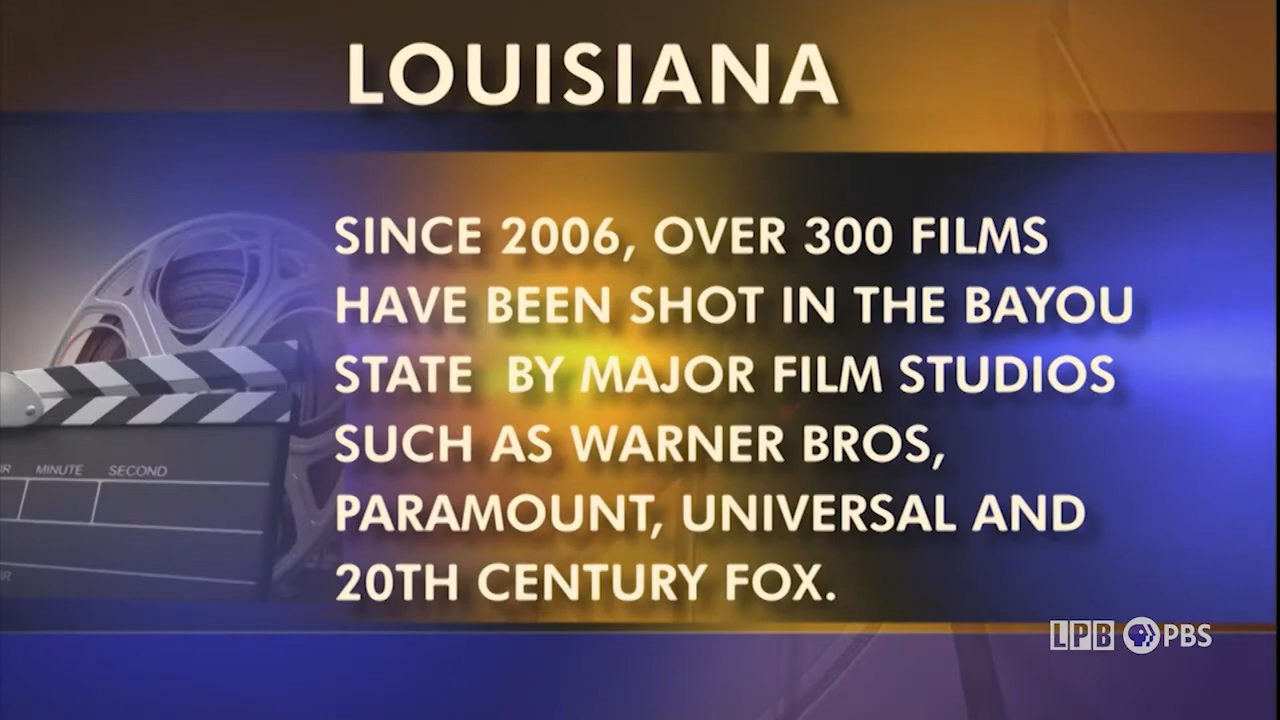 LOUISIANA
SINCE 2006, OVER 300 FILMS
HAVE BEEN SHOT IN THE BAYOU
STATE BY MAJOR FILM STUDIOS
SUCH AS WARNER BROS,
PARAMOUNT, UNIVERSAL AND
20TH CENTURY FOX.
MINUTE SECOND
LPB PBS